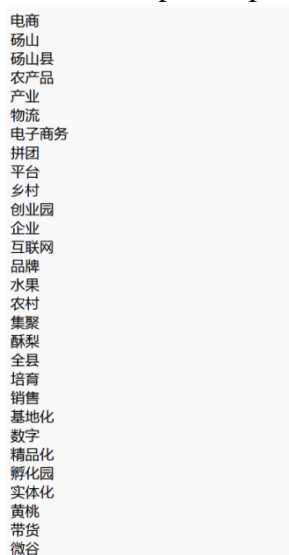 电商
砀山
砀山县
农产品
产业
物流
电子商务
拼团
平台
乡村
创业园
企业
互联网
品牌
水果
农村
集聚
酥梨
全县
培育
销售
基地化
数字
精品化
孵化园
实体化
黄桃
带货
微谷